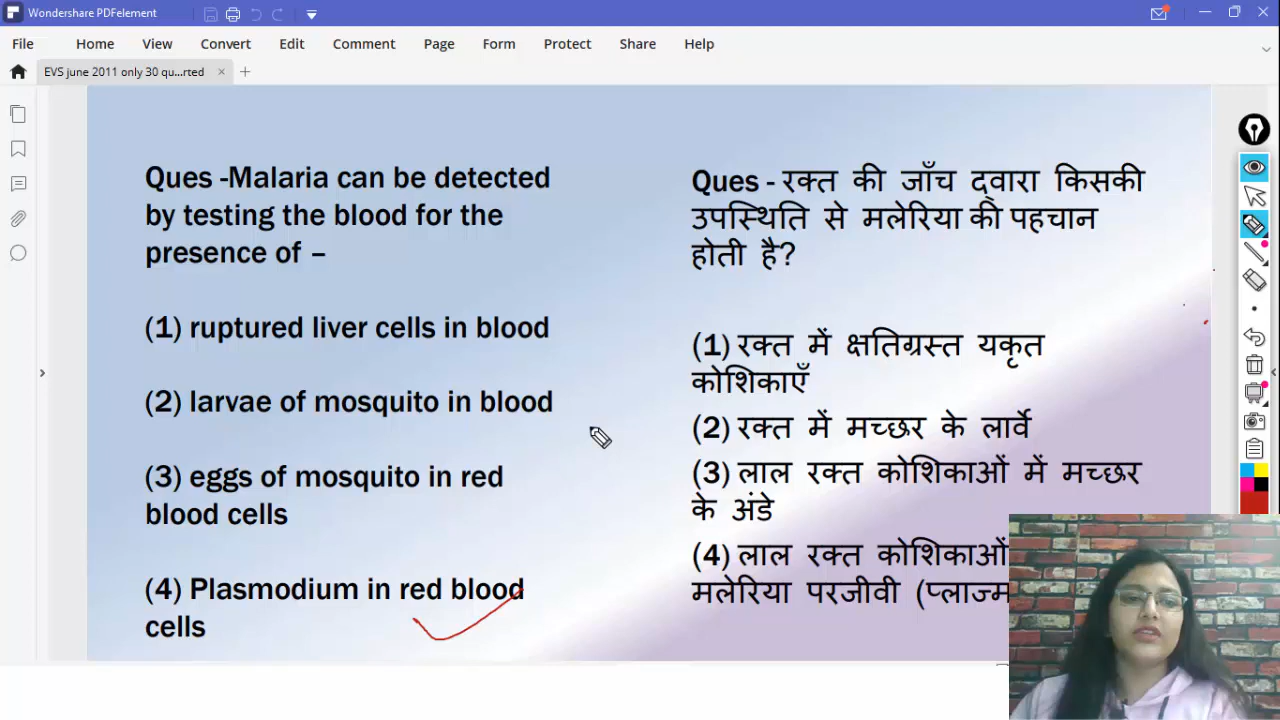 Wondershare PDFelement
File Home View Convert Edit Comment Page Form Protect Share Help
EVS june 2011 only 30 qu...rted
Ques -Malaria can be detected
by testing the blood for the
presence of –
(1) ruptured liver cells in blood
(2) larvae of mosquito in blood
(3) eggs of mosquito in red
blood cells
(4) Plasmodium in red blood
cells
Ques - रक्त की जाँच द्वारा किसकी
उपस्थिति से मलेरिया की पहचान
होती है?
(1) रक्त में क्षतिग्रस्त यकृत
कोशिकाएँ
(2) रक्त में मच्छर के लार्वे
(3) लाल रक्त कोशिकाओं में मच्छर
के अंडे
(4) लाल रक्त कोशिकाओं
मलेरिया परजीवी